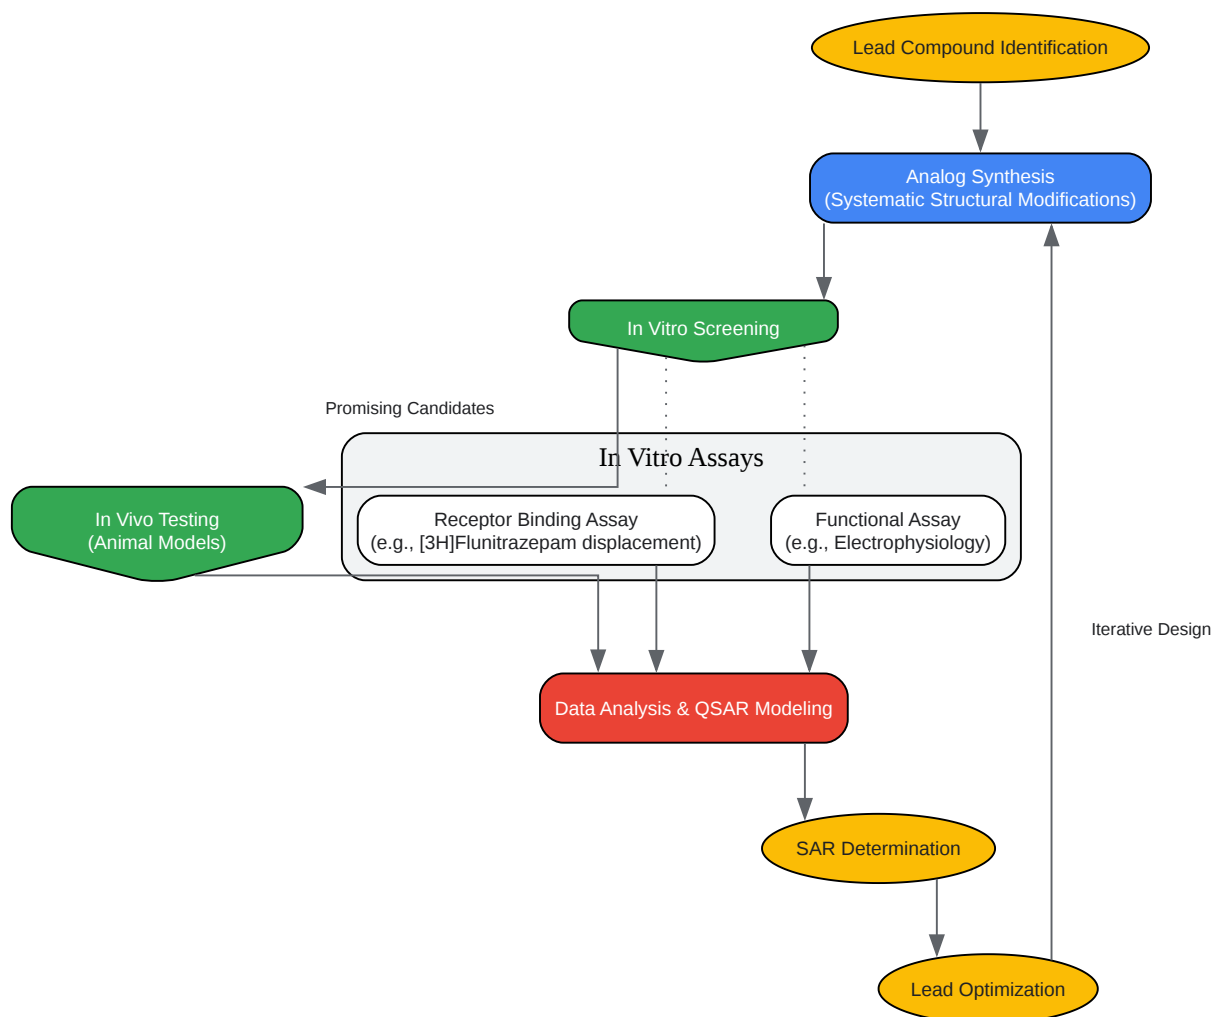 Lead Compound Identification
Analog Synthesis
(Systematic Structural Modifications)
In Vitro Screening
Promising Candidates
In Vitro Assays
In Vivo Testing
(Animal Models)
Receptor Binding Assay
(e.g., [3H]Flunitrazepam displacement)
Functional Assay
(e.g., Electrophysiology)
Iterative Design
Data Analysis & QSAR Modeling
SAR Determination
Lead Optimization